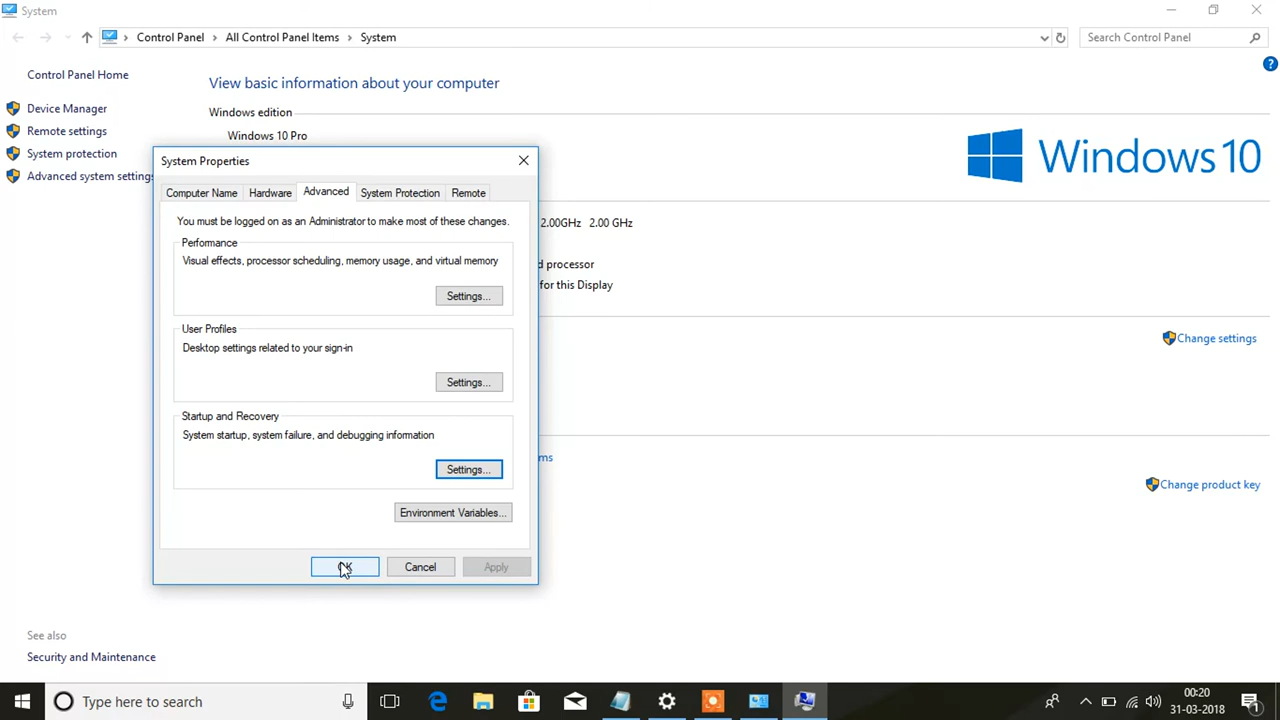 System
Control Panel > All Control Panel Items > System
Search Control Panel
Control Panel Home
Device Manager
Remote settings
System protection
Advanced system settings
View basic information about your computer
Windows edition
Windows 10 Pro
Windows 10
System Properties
Computer Name Hardware Advanced System Protection Remote
You must be logged on as an Administrator to make most of these changes.
Performance
Visual effects, processor scheduling, memory usage, and virtual memory
Settings...
User Profiles
Desktop settings related to your sign-in
Settings...
Startup and Recovery
System startup, system failure, and debugging information
Settings...
Environment Variables...
Cancel Apply
2.00GHz 2.00 GHz
d processor
for this Display
Change settings
ms
Change product key
See also
Security and Maintenance
Type here to search
00:20
31-03-2018
1